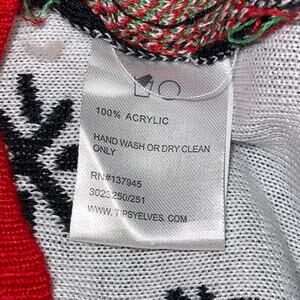 100% ACRYLIC
HAND WASH OR DRY CLEAN
ONLY
RN#137945
3023250/251
WWW.TIPSYELVES.COM